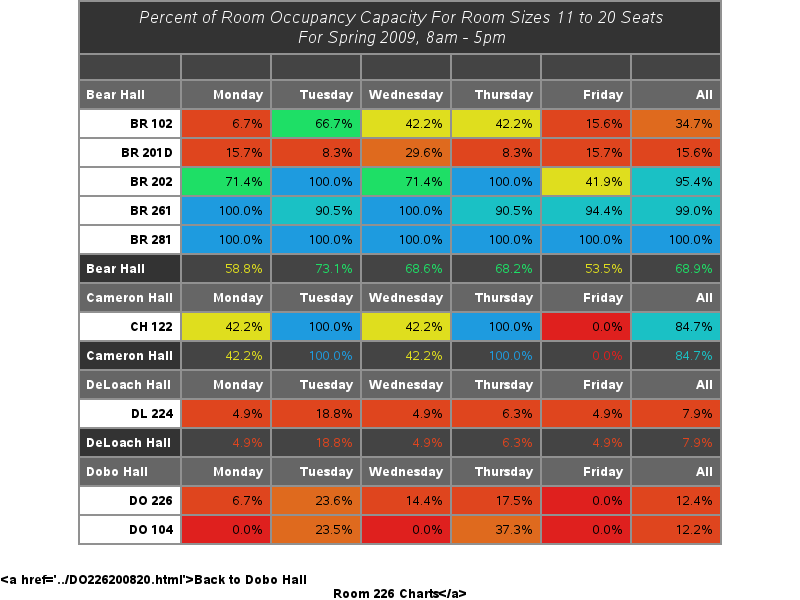 Percent of Room Occupancy Capacity For Room Sizes 11 to 20 Seats
For Spring 2009, 8am - 5pm
Bear Hall Monday Tuesday Wednesday Thursday Friday All
BR 102 6.7% 66.7% 42.2% 42.2% 15.6% 34.7%
BR 201D 15.7% 8.3% 29.6% 8.3% 15.7% 15.6%
BR 202 71.4% 100.0% 71.4% 100.0% 41.9% 95.4%
BR 261 100.0% 90.5% 100.0% 90.5% 94.4% 99.0%
BR 281 100.0% 100.0% 100.0% 100.0% 100.0% 100.0%
Bear Hall 58.8% 73.1% 68.6% 68.2% 53.5% 68.9%
Cameron Hall Monday Tuesday Wednesday Thursday Friday All
CH 122 42.2% 100.0% 42.2% 100.0% 0.0% 84.7%
Cameron Hall 42.2% 100.0% 42.2% 100.0% 0.0% 84.7%
DeLoach Hall Monday Tuesday Wednesday Thursday Friday All
DL 224 4.9% 18.8% 4.9% 6.3% 4.9% 7.9%
DeLoach Hall 4.9% 18.8% 4.9% 6.3% 4.9% 7.9%
Dobo Hall Monday Tuesday Wednesday Thursday Friday All
DO 226 6.7% 23.6% 14.4% 17.5% 0.0% 12.4%
DO 104 0.0% 23.5% 0.0% 37.3% 0.0% 12.2%
<a href='../DO226200820.html'>Back to Dobo Hall
Room 226 Charts</a>